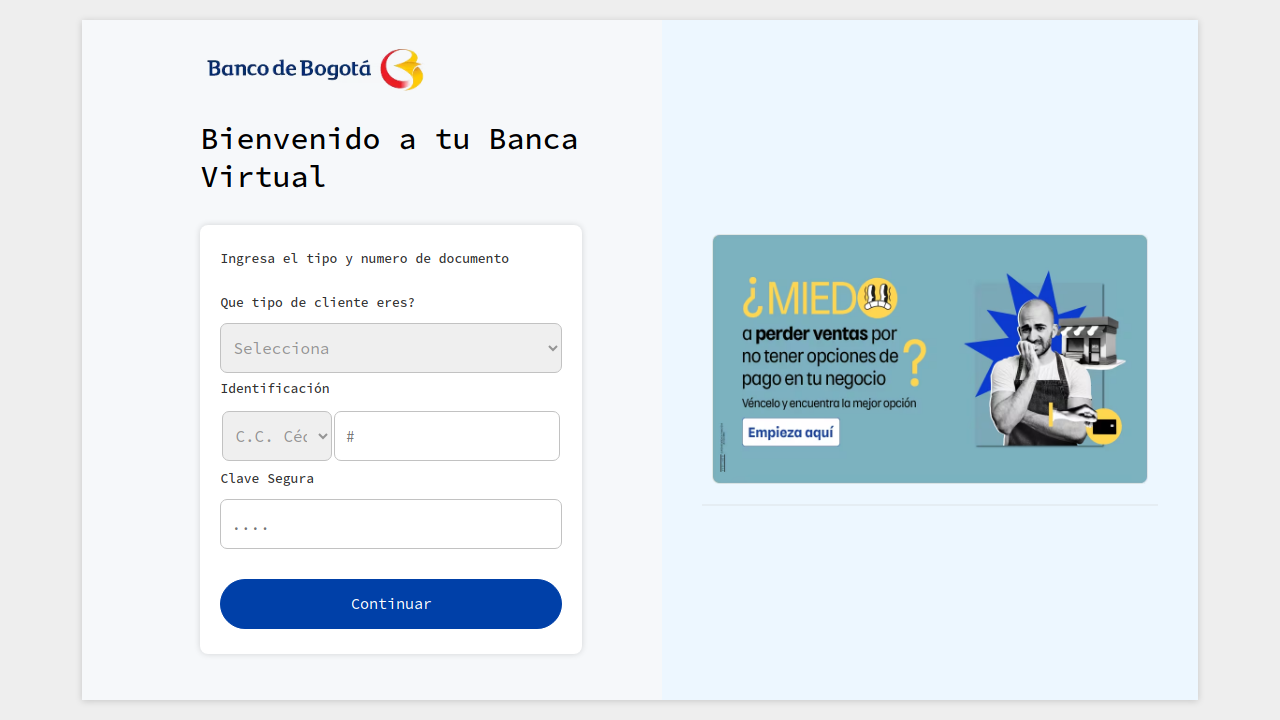 Banco de Bogotá
Bienvenido a tu Banca
Virtual
Ingresa el tipo y numero de documento
Que tipo de cliente eres?
Selecciona
Identificación
C.C. Céd
#
Clave Segura
....
Continuar
¿MIEDO
a perder ventas por
no tener opciones de
pago en tu negocio ?
Véncelo y encuentra la mejor opción
Empieza aquí